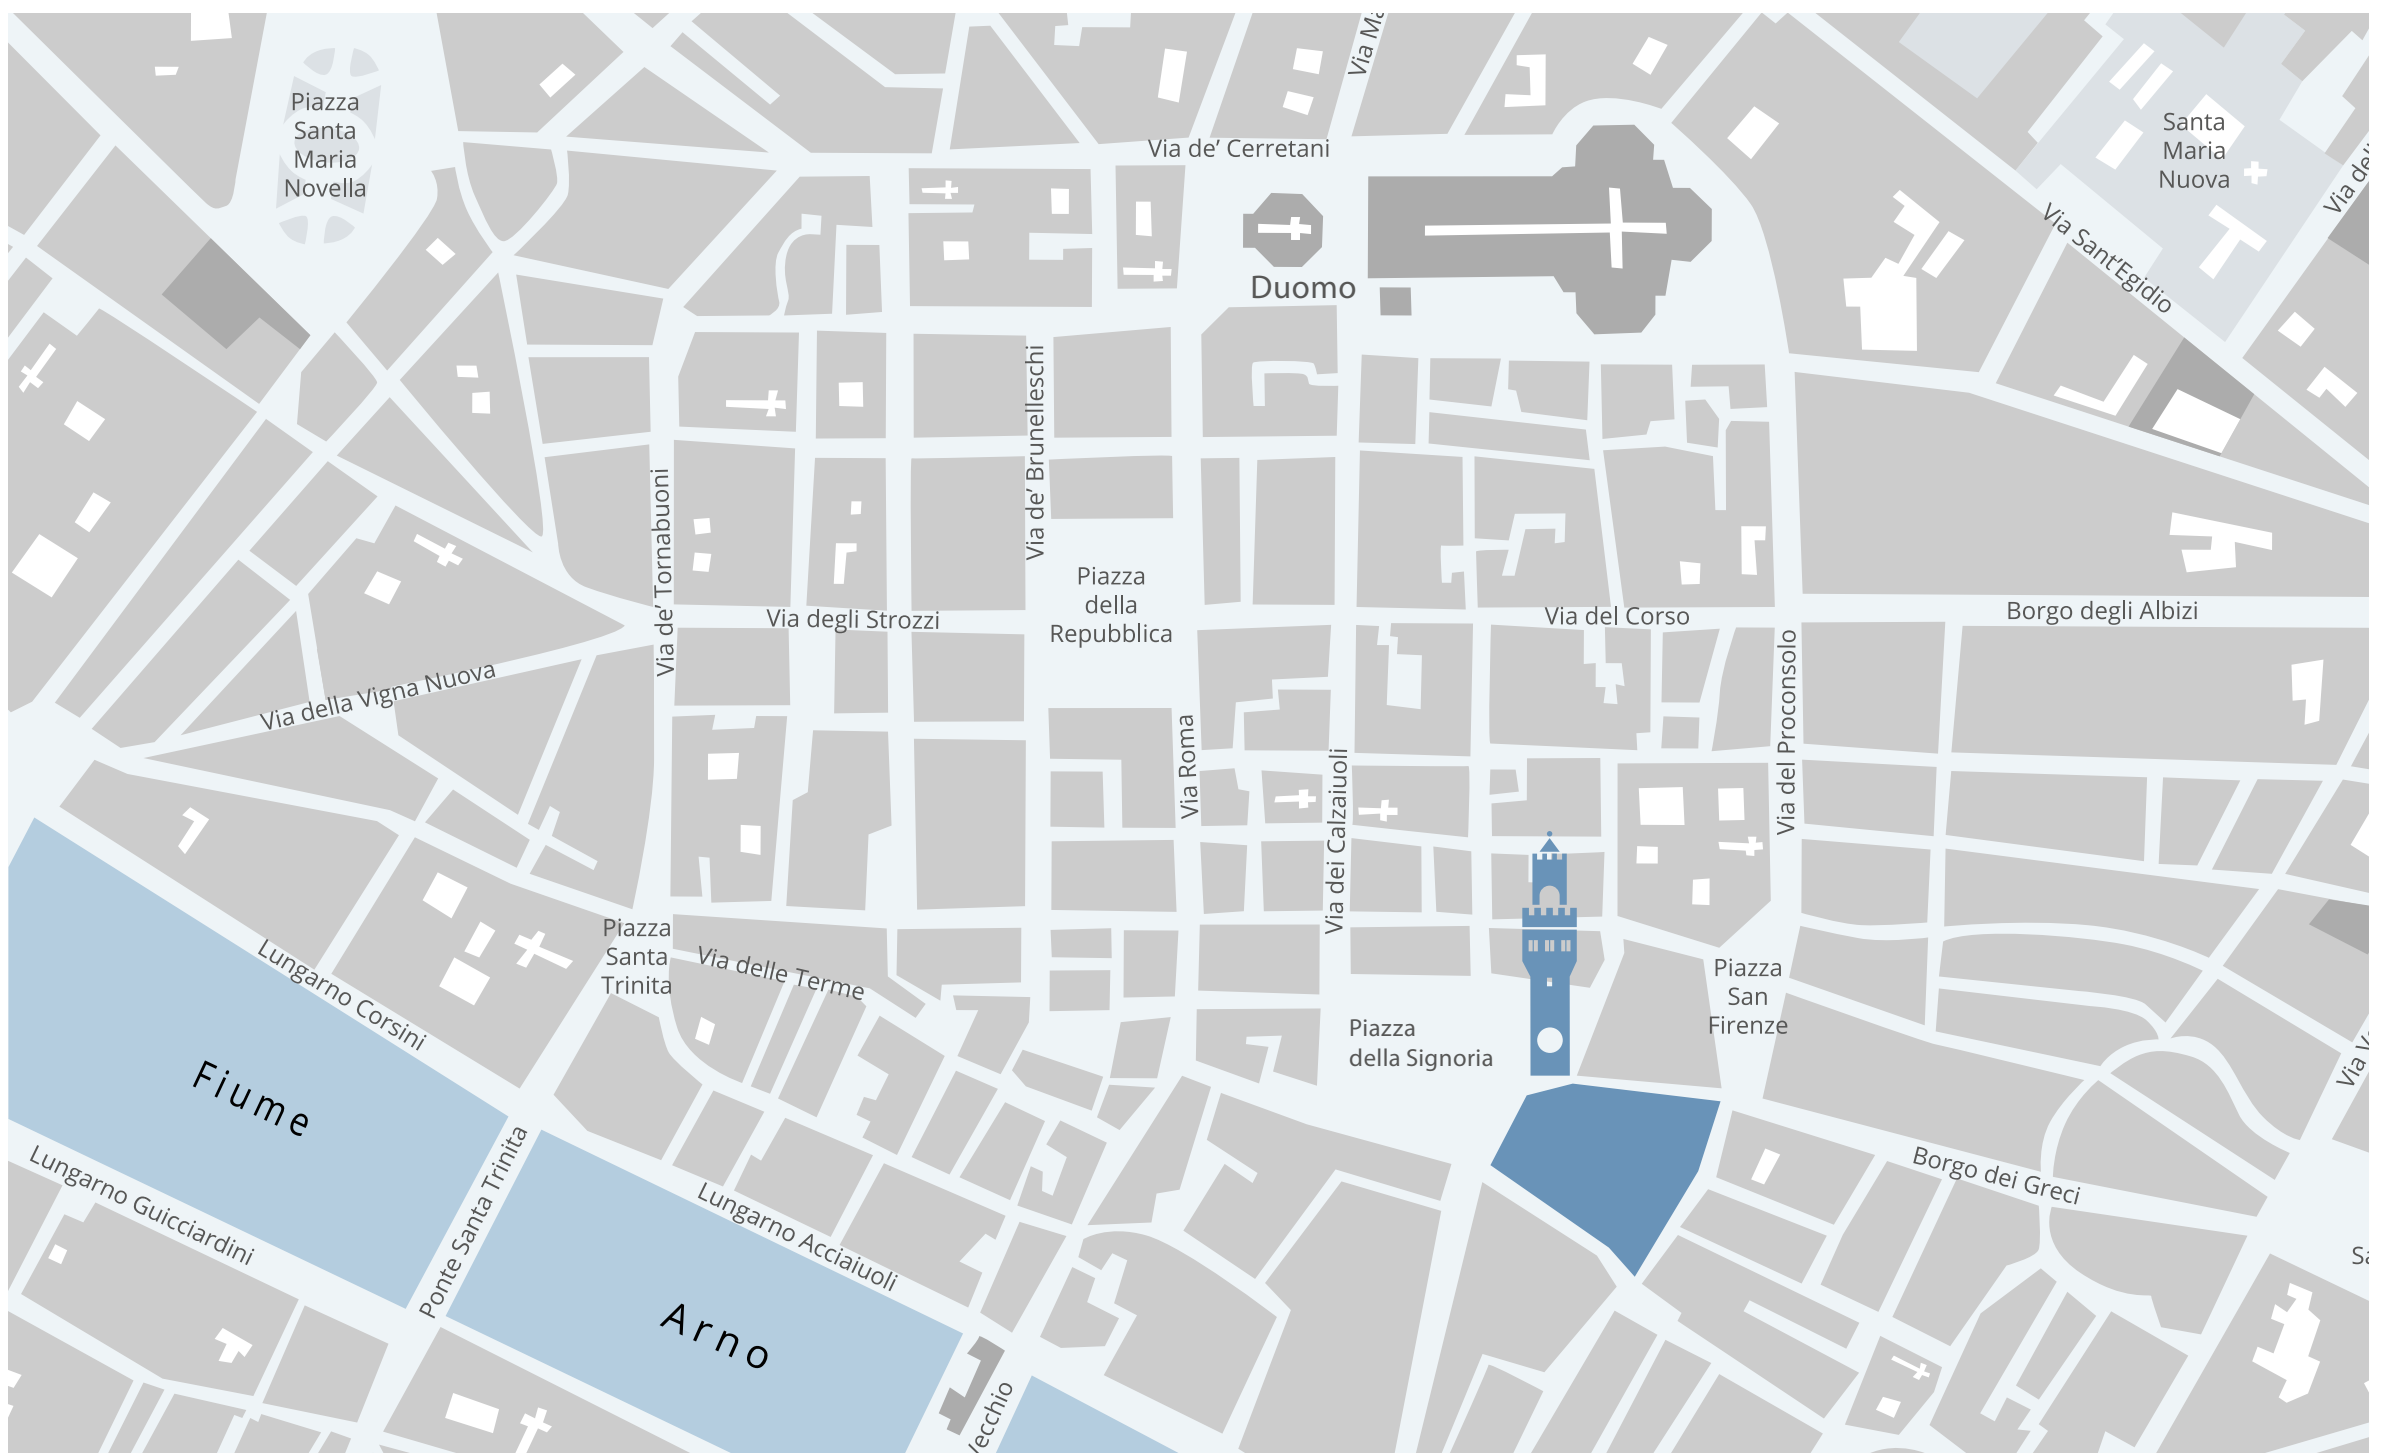 Piazza
Santa
Maria
Novella
Via de’ Cerretani
Santa
Maria
Nuova
Via Sant’Egidio
Duomo
Via de’ Brunelleschi
Via de’ Tornabuoni
Piazza
della
Repubblica
Via degli Strozzi
Via del Corso
Borgo degli Albizi
Via della Vigna Nuova
Via del Proconsolo
Via Roma
Via dei Calzaiuoli
Piazza
Santa
Trinita
Via delle Terme
Piazza
San
Firenze
Piazza
della Signoria
Lungarno Corsini
Fiume
Lungarno Guicciardini
Ponte Santa Trinita
Lungarno Acciaiuoli
Arno
Borgo dei Greci
Vecchio